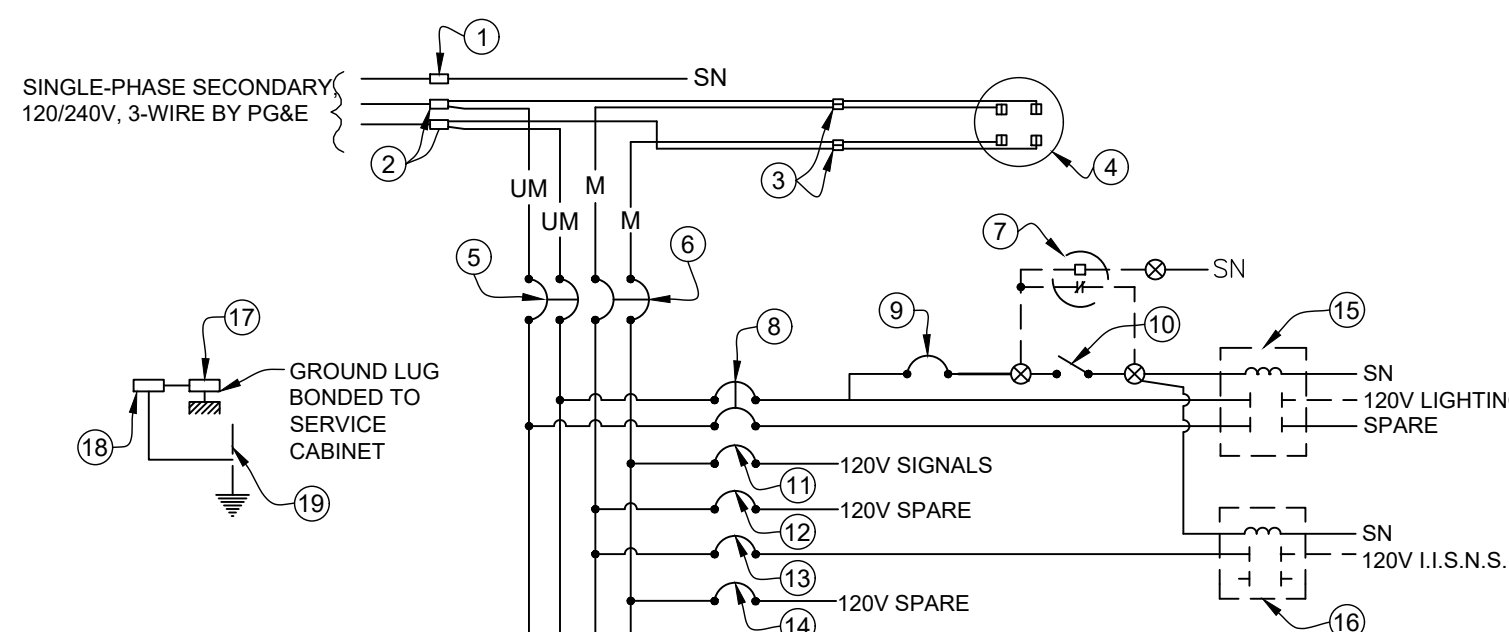 1
SN
SINGLE-PHASE SECONDARY,
120/240V, 3-WIRE BY PG&E
2
3
4
UM
M
UM
M
5
6
7
SN
8
9
10
15
17
GROUND LUG
BONDED TO
SERVICE
CABINET
18
19
SN
120V LIGHTIN
SPARE
120V SIGNALS
11
120V SPARE
12
13
SN
120V I.I.S.N.S.
120V SPARE
14
16